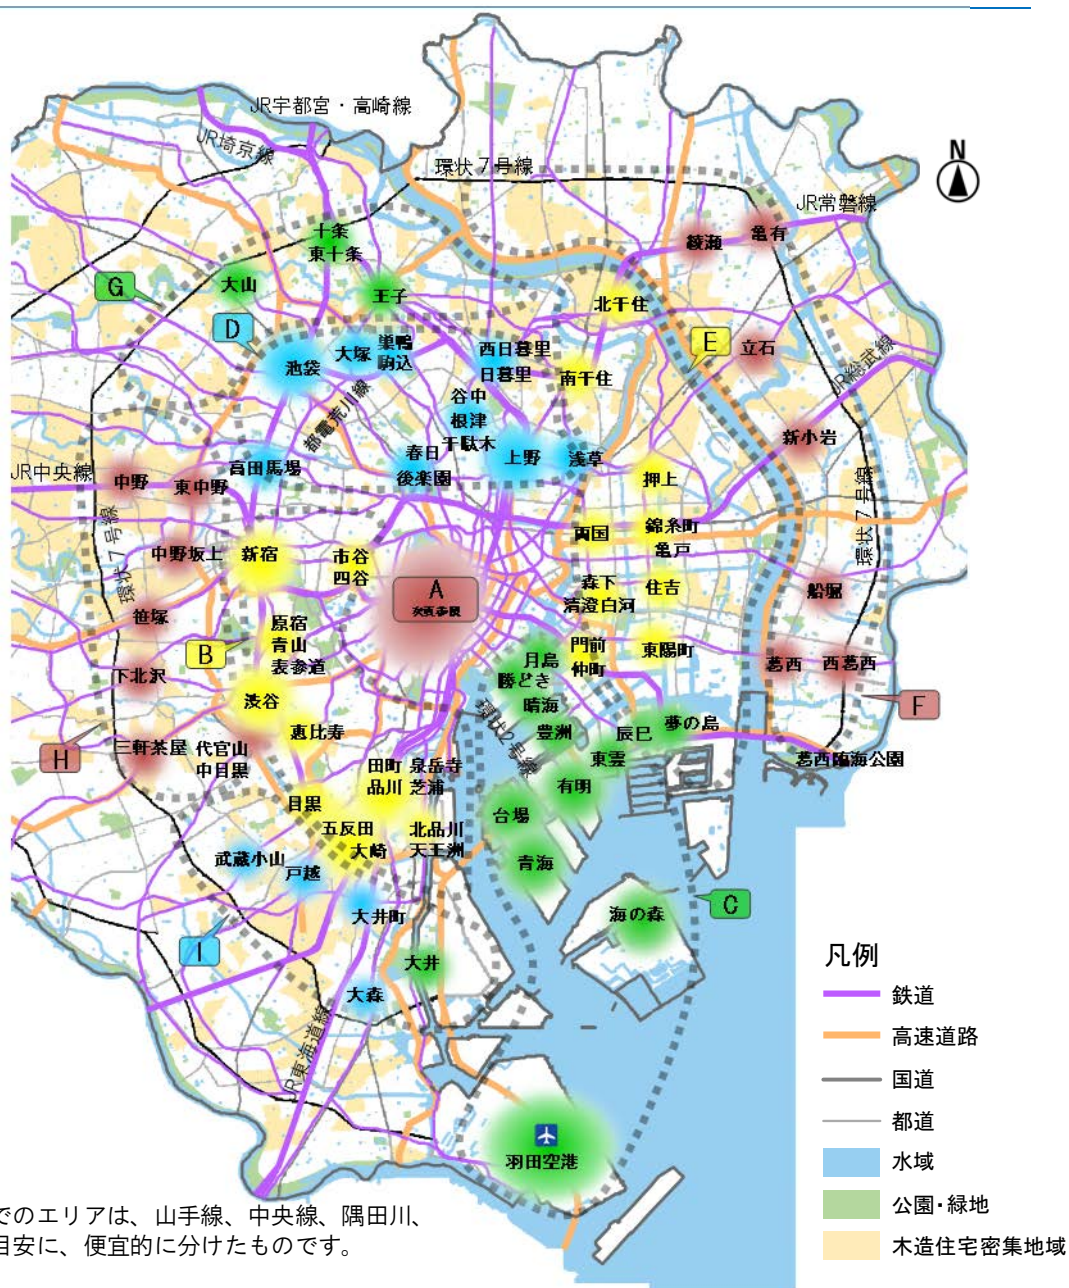 JR宇都宮・高崎線
JR埼京線
環状7号線
N
JR常磐線
十条
東十条
綾瀬
亀有
G
大山
王子
北千住
D
E
巣鴨
駒込
大塚
池袋
西日暮里
日暮里
立石
JR総武線
南千住
都電荒川線
谷中
根津
千駄木
新小岩
春日
後楽園
上野
浅草
高田馬場
JR中央線
中野
東中野
押上
環状7号線
環状7号線
両国
錦糸町
亀戸
中野坂上
新宿
市谷
四谷
A
森下
清澄白河
住吉
船堀
笹塚
原宿
青山
表参道
B
門前
仲町
東陽町
葛西
西葛西
月島
勝どき
下北沢
渋谷
晴海
F
環状2号線
豊洲
辰巳
夢の島
恵比寿
H
三軒茶屋
代官山
中目黒
東雲
葛西臨海公園
田町
品川
泉岳寺
芝浦
有明
目黒
台場
五反田
大崎
北品川
天王洲
武蔵小山
戸越
青海
大井町
海の森
C
I
大井
大森
凡例
鉄道
高速道路
国道
都道
水域
公園・緑地
木造住宅密集地域
JR東海道線
羽田空港
でのエリアは、山手線、中央線、隅田川、
目安に、便宜的に分けたものです。